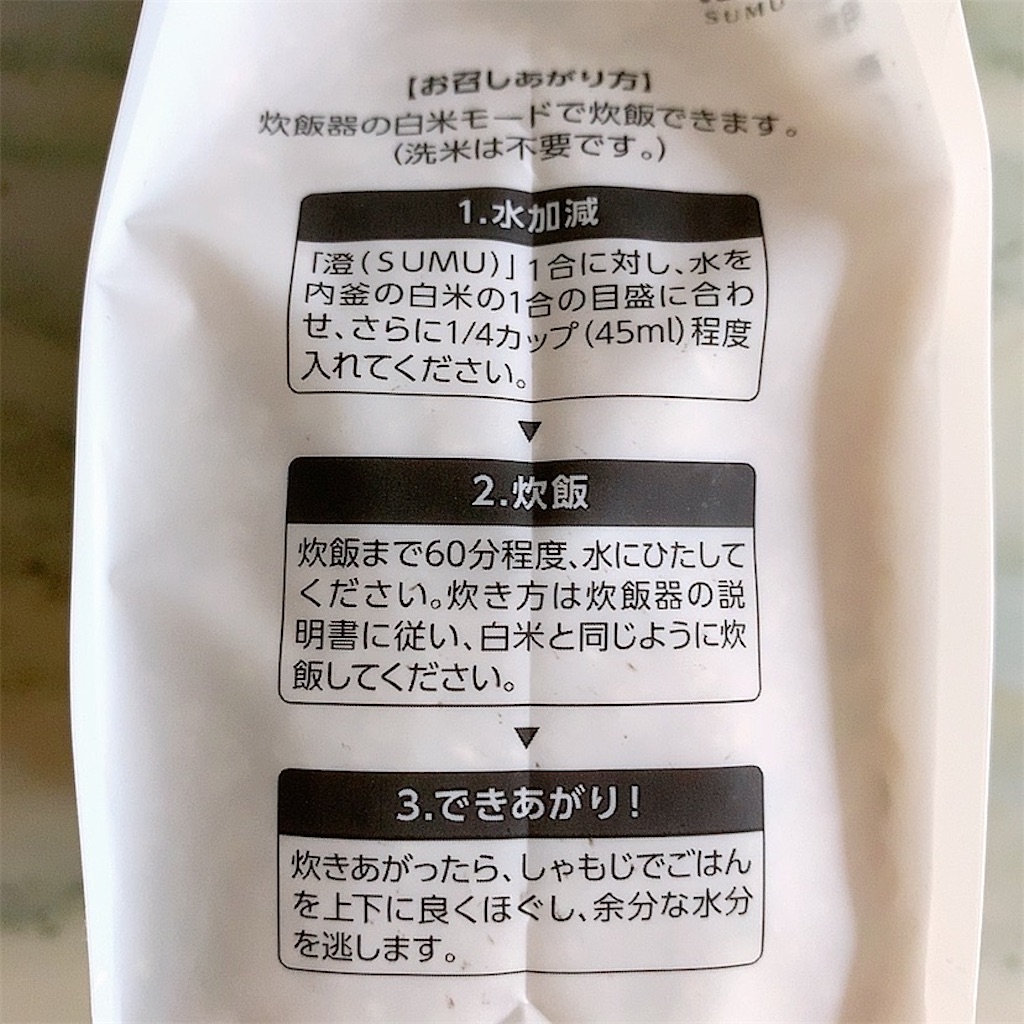 SUMU
【お召しあがり方】
炊飯器の白米モードで炊飯できます。
(洗米は不要です。)
1.水加減
「澄(SUMU)」1合に対し、水を
内釜の白米の1合の目盛に合わ
せ、さらに1/4カップ(45ml)程度
入れてください。
▼
2.炊飯
炊飯まで60分程度、水にひたして
ください。炊き方は炊飯器の説
明書に従い、白米と同じように炊
飯してください。
▼
3.できあがり!
炊きあがったら、しゃもじでごはん
を上下に良くほぐし、余分な水分
を逃します。